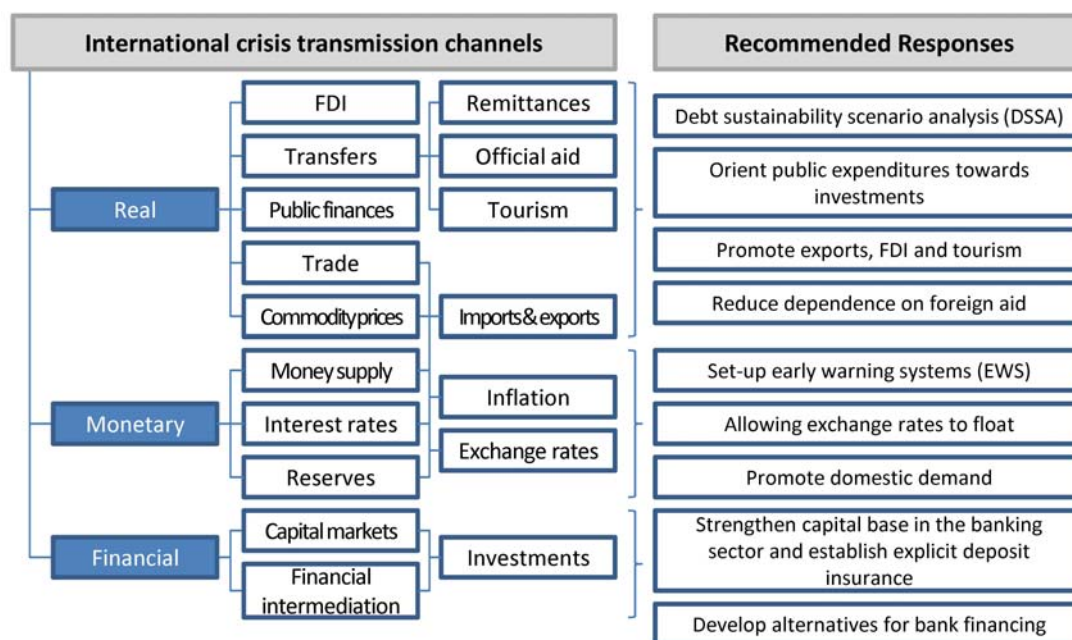 International crisis transmission channels
Recommended Responses
Real
FDI
Transfers
Public finances
Trade
Commodity prices
Remittances
Official aid
Tourism
Imports & exports
Debt sustainability scenario analysis (DSSA)
Orient public expenditures towards
investments
Promote exports, FDI and tourism
Reduce dependence on foreign aid
Monetary
Money supply
Interest rates
Reserves
Inflation
Exchange rates
Set-up early warning systems (EWS)
Allowing exchange rates to float
Promote domestic demand
Financial
Capital markets
Financial
intermediation
Investments
Strengthen capital base in the banking
sector and establish explicit deposit
insurance
Develop alternatives for bank financing